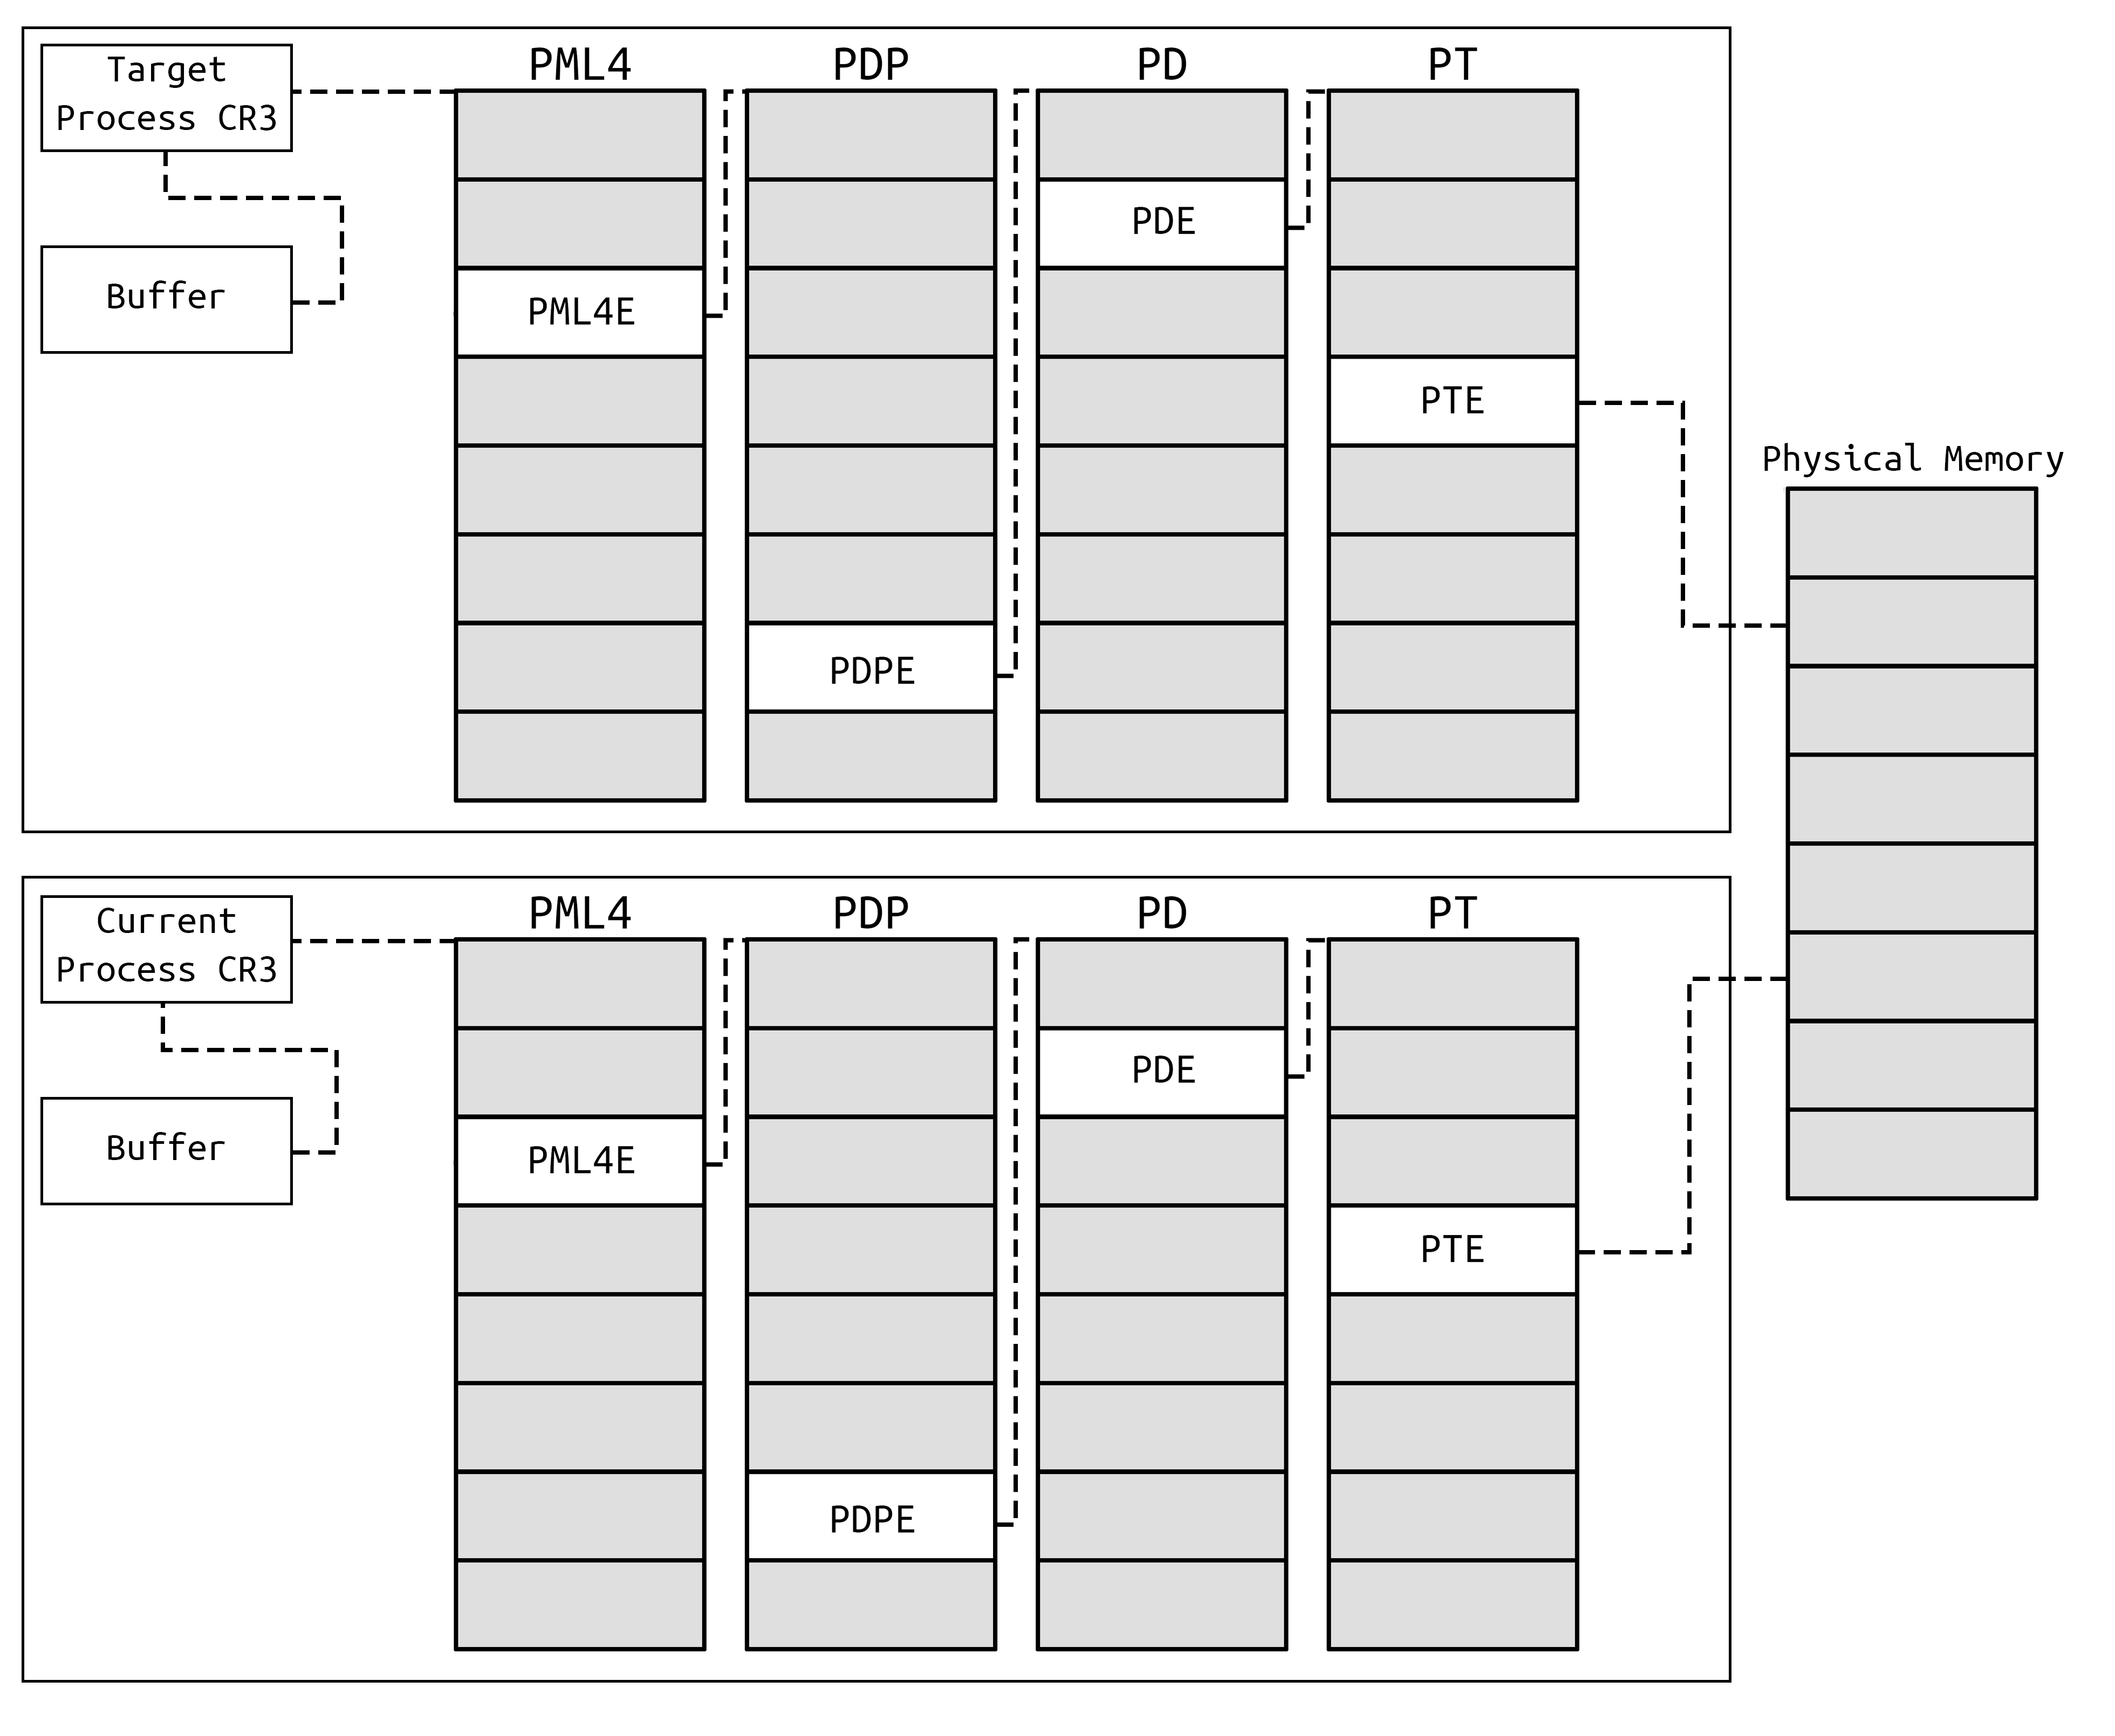 Target
Process CR3
Buffer
PML4
PDP
PD
PT
PML4E
PDPE
PDE
PTE
Physical Memory
Current
Process CR3
Buffer
PML4
PDP
PD
PT
PML4E
PDPE
PDE
PTE